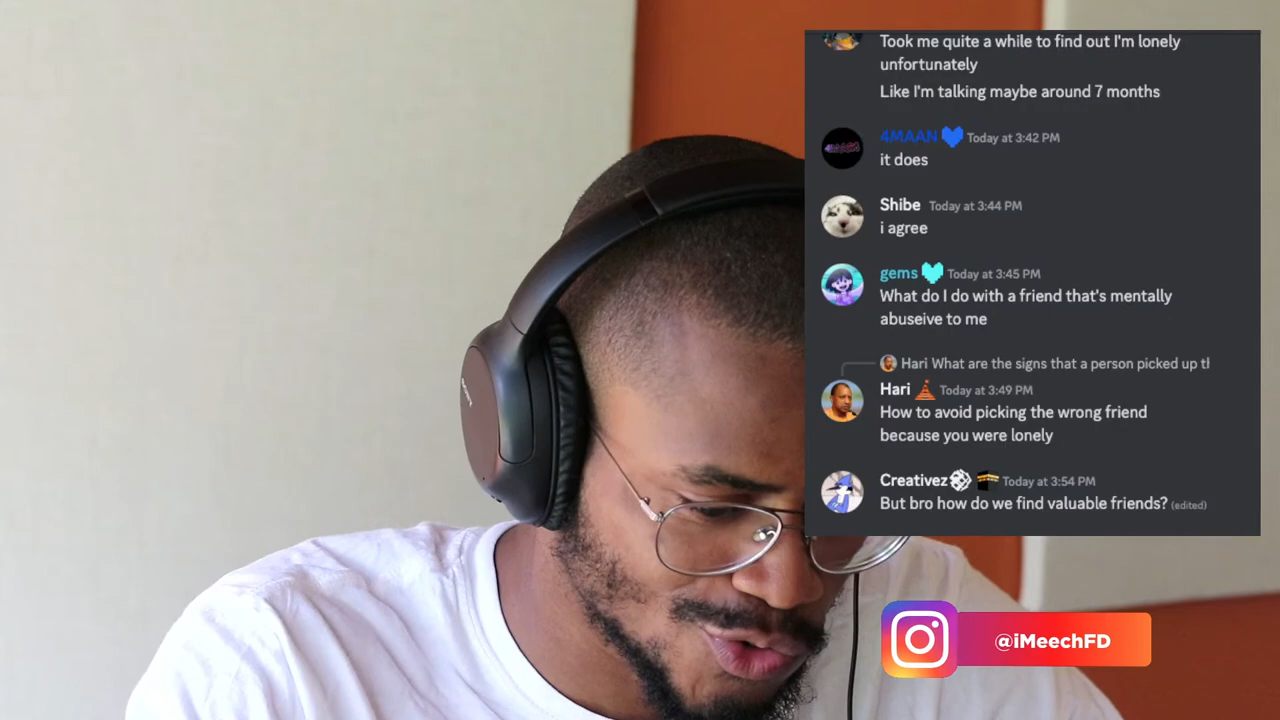 Took me quite a while to find out I'm lonely
unfortunately
Like I'm talking maybe around 7 months
4MAAN Today at 3:42 PM
it does
Shibe Today at 3:44 PM
i agree
gems Today at 3:45 PM
What do I do with a friend that's mentally
abuseive to me
Hari What are the signs that a person picked up
Hari Today at 3:49 PM
How to avoid picking the wrong friend
because you were lonely
Creativez Today at 3:54 PM
But bro how do we find valuable friends? (edited)
@iMeechFD